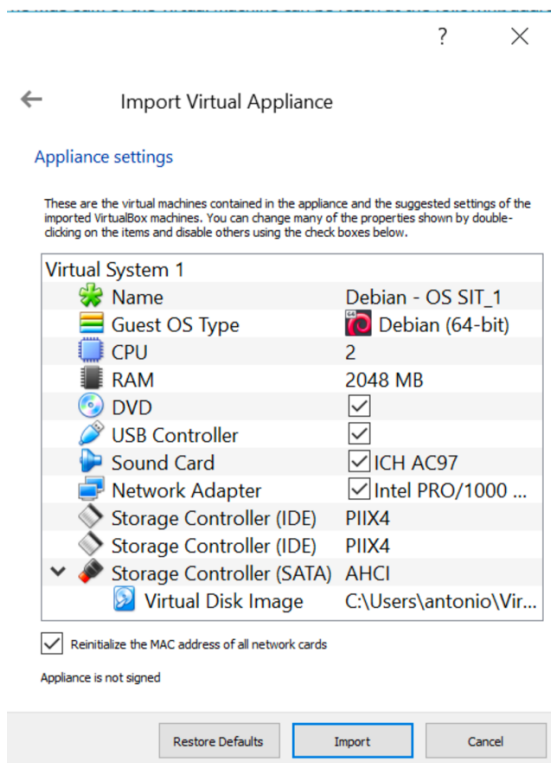 ?
Import Virtual Appliance
Appliance settings
These are the virtual machines contained in the appliance and the suggested settings of the
imported VirtualBox machines. You can change many of the properties shown by double-
clicking on the items and disable others using the check boxes below.
Virtual System 1
Name Debian - OS SIT_1
Guest OS Type Debian (64-bit)
CPU 2
RAM 2048 MB
DVD
USB Controller
Sound Card ICH AC97
Network Adapter Intel PRO/1000 ...
Storage Controller (IDE) PIIX4
Storage Controller (IDE) PIIX4
Storage Controller (SATA) AHCI
Virtual Disk Image C:\Users\antonio\Vir...
Reinitialize the MAC address of all network cards
Appliance is not signed
Restore Defaults Import Cancel